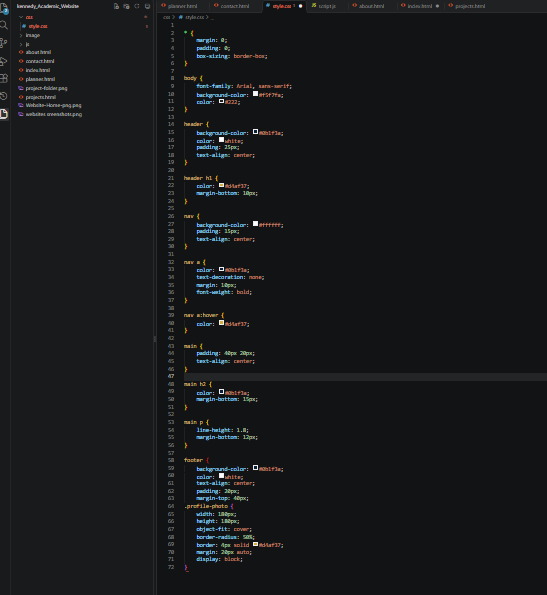 kennedy_Academic_Website
planner.html
contact.html
style.css 1
script.js
about.html
index.html
projects.html
css
style.css
image
js
about.html
contact.html
index.html
planner.html
project-folder.png
projects.html
Website-Home-png.png
websites screenshots.png
css > # style.css > ...
1
2 * {
3 margin: 0;
4 padding: 0;
5 box-sizing: border-box;
6 }
7
8 body {
9 font-family: Arial, sans-serif;
10 background-color: #f5f7fa;
11 color: #222;
12 }
13
14 header {
15 background-color: #0b1f3a;
16 color: white;
17 padding: 25px;
18 text-align: center;
19 }
20
21 header h1 {
22 color: #d4af37;
23 margin-bottom: 10px;
24 }
25
26 nav {
27 background-color: #ffffff;
28 padding: 15px;
29 text-align: center;
30 }
31
32 nav a {
33 color: #0b1f3a;
34 text-decoration: none;
35 margin: 10px;
36 font-weight: bold;
37 }
38
39 nav a:hover {
40 color: #d4af37;
41 }
42
43 main {
44 padding: 40px 20px;
45 text-align: center;
46 }
47
48 main h2 {
49 color: #0b1f3a;
50 margin-bottom: 15px;
51 }
52
53 main p {
54 line-height: 1.8;
55 margin-bottom: 12px;
56 }
57
58 footer {
59 background-color: #0b1f3a;
60 color: white;
61 text-align: center;
62 padding: 20px;
63 margin-top: 40px;
64 .profile-photo {
65 width: 180px;
66 height: 180px;
67 object-fit: cover;
68 border-radius: 50%;
69 border: 4px solid #d4af37;
70 margin: 20px auto;
71 display: block;
72 }